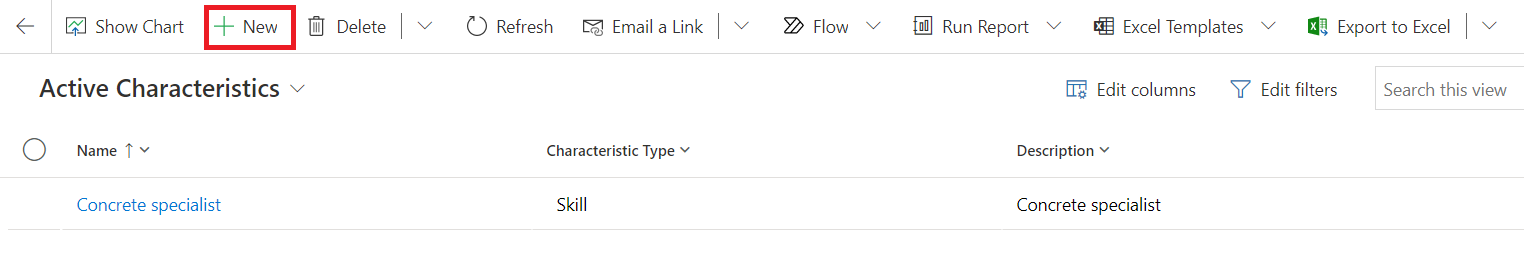 Show Chart New Delete Refresh Email a Link Flow Run Report Excel Templates Export to Excel
Active Characteristics Edit columns Edit filters Search this view
Name Characteristic Type Description
Concrete specialist Skill Concrete specialist